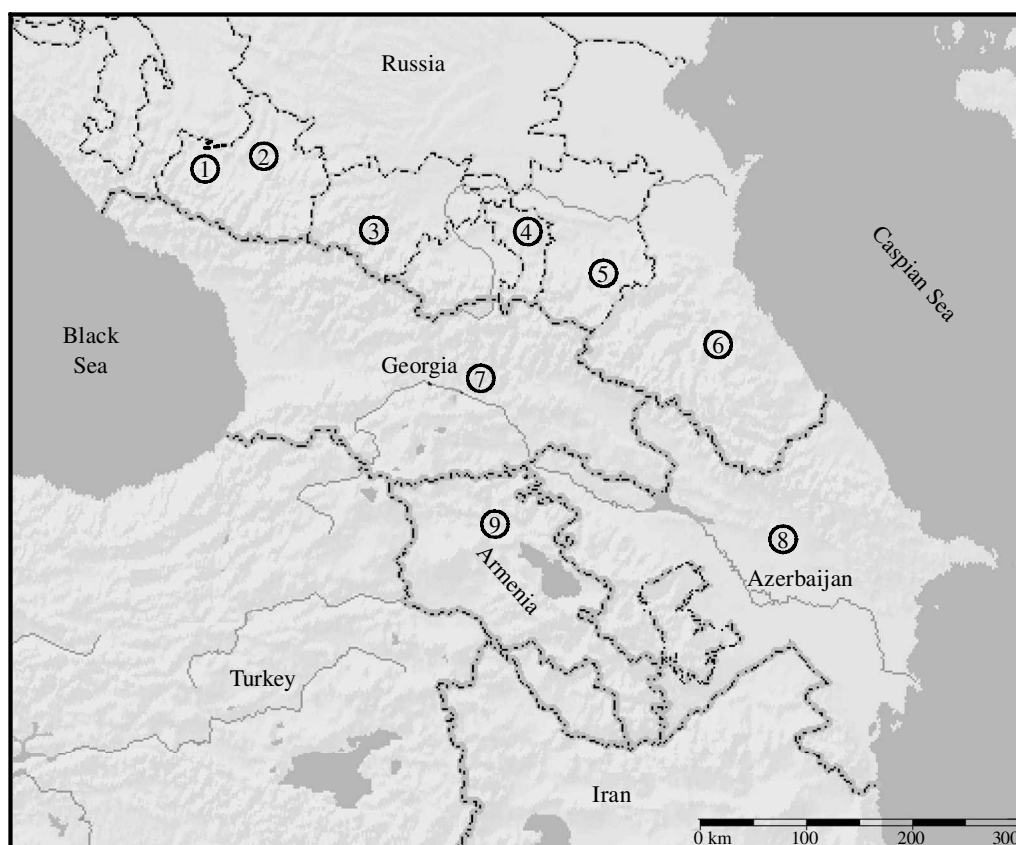 Russia
1
2
3
4
5
Caspian Sea
Black
Sea
6
Georgia
7
9
8
Armenia
Azerbaijan
Turkey
Iran
0 km 100 200 300